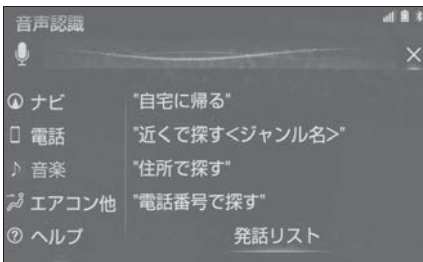 音声認識
ナビ
"自宅に帰る"
電話
"近くで探す<ジャンル名>"
音楽
"住所で探す"
エアコン他
"電話番号で探す"
ヘルプ
発話リスト